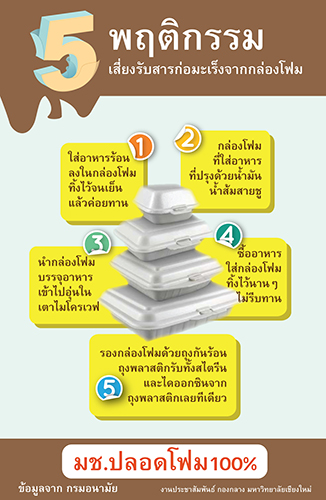 5 พฤติกรรม
เสี่ยงรับสารก่อมะเร็งจากกล่องโฟม
1
ใส่อาหารร้อน
ลงในกล่องโฟม
ทิ้งไว้จนเย็น
แล้วค่อยทาน
2
กล่องโฟม
ที่ใส่อาหาร
ที่ปรุงด้วยน้ำมัน
น้ำส้มสายชู
3
นำกล่องโฟม
บรรจุอาหาร
เข้าไปอุ่นใน
เตาไมโครเวฟ
4
ซื้ออาหาร
ใส่กล่องโฟม
ทิ้งไว้นาน ๆ
ไม่รีบทาน
รองกล่องโฟมด้วยถุงกันร้อน
ถุงพลาสติกรับทั้งสไตรีน
และไดออกซินจาก
ถุงพลาสติกเลยทีเดียว
5
มช.ปลอดโฟม100%
ข้อมูลจาก กรมอนามัย
งานประชาสัมพันธ์ กองกลาง มหาวิทยาลัยเชียงใหม่